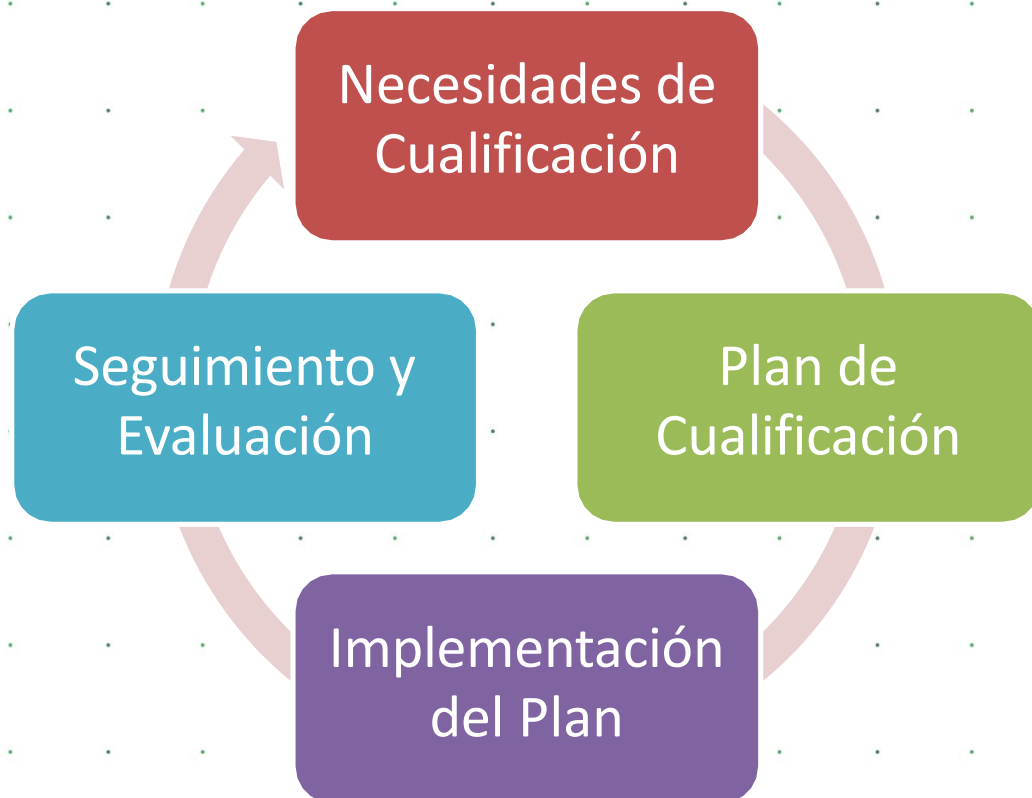 Necesidades de
Cualificación
Plan de
Cualificación
Implementación
del Plan
Seguimiento y
Evaluación